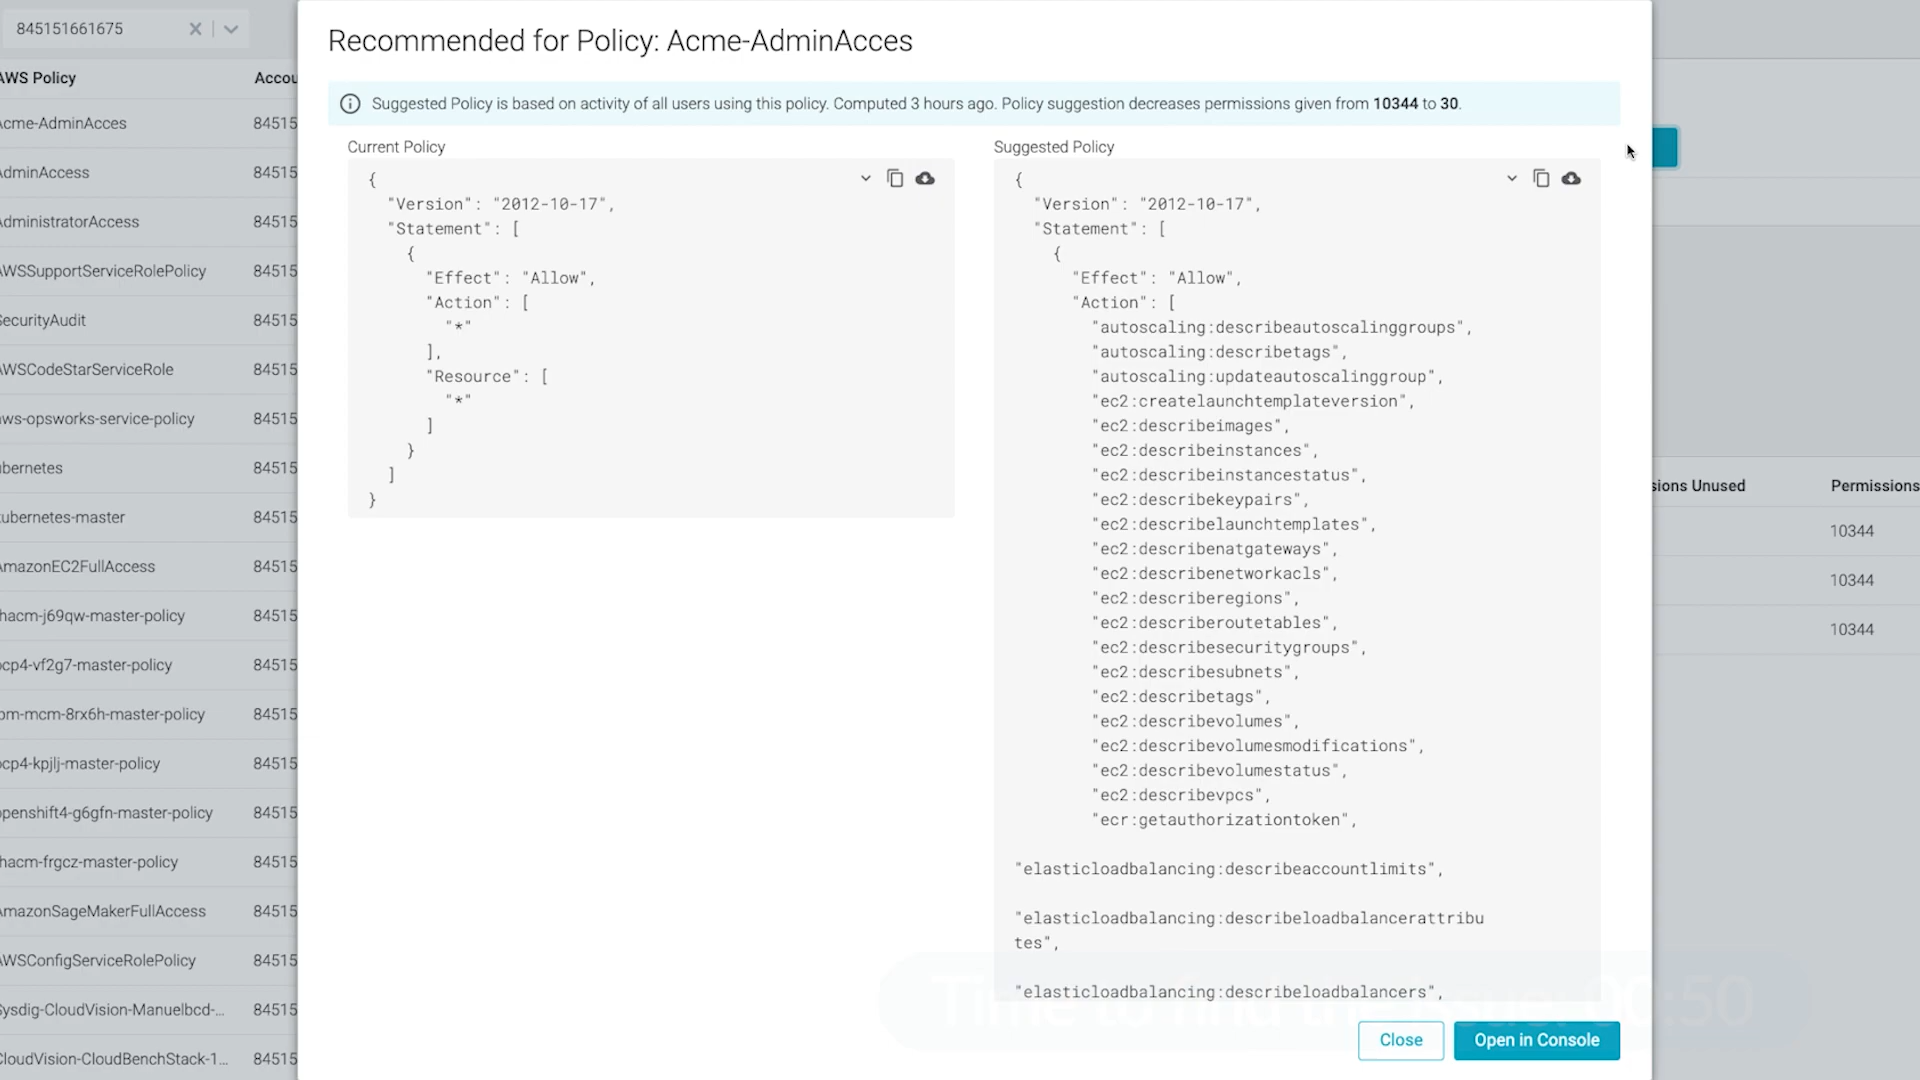 845151661675
AWS Policy
Accou
Acme-AdminAcces
84515
AdminAccess
84515
AdministratorAccess
84515
AWSSupportServiceRolePolicy
84515
SecurityAudit
84515
AWSCodeStarServiceRole
84515
aws-opsworks-service-policy
84515
ubernetes
84515
kubernetes-master
84515
AmazonEC2FullAccess
84515
hacm-j69qw-master-policy
84515
ocp4-vf2g7-master-policy
84515
pm-mcm-8rx6h-master-policy
84515
ocp4-kpjlj-master-policy
84515
openshift4-g6gfn-master-policy
84515
hacm-frgcz-master-policy
84515
AmazonSageMakerFullAccess
84515
AWSConfigServiceRolePolicy
84515
Sysdig-CloudVision-Manuelbcd-...
84515
CloudVision-CloudBenchStack-1...
84515
Recommended for Policy: Acme-AdminAcces
Suggested Policy is based on activity of all users using this policy. Computed 3 hours ago. Policy suggestion decreases permissions given from 10344 to 30.
Current Policy
{
"Version": "2012-10-17",
"Statement": [
{
"Effect": "Allow",
"Action": [
"*"
],
"Resource": [
"*"
]
}
]
}
Suggested Policy
{
"Version": "2012-10-17",
"Statement": [
{
"Effect": "Allow",
"Action": [
"autoscaling:describeautoscalinggroups",
"autoscaling:describetags",
"autoscaling:updateautoscalinggroup",
"ec2:createlaunchtemplateversion",
"ec2:describeimages",
"ec2:describeinstances",
"ec2:describeinstancestatus",
"ec2:describekeypairs",
"ec2:describelaunchtemplates",
"ec2:describenatgateways",
"ec2:describenetworkacls",
"ec2:describeregions",
"ec2:describeroutetables",
"ec2:describesecuritygroups",
"ec2:describesubnets",
"ec2:describetags",
"ec2:describevolumes",
"ec2:describevolumesmodifications",
"ec2:describevolumestatus",
"ec2:describevpcs",
"ecr:getauthorizationtoken",
"elasticloadbalancing:describeaccountlimits",
"elasticloadbalancing:describeloadbalancerattribu
tes",
"elasticloadbalancing:describeloadbalancers",
Time to find :50
Close
Open in Console
sions Unused
Permissions
10344
10344
10344